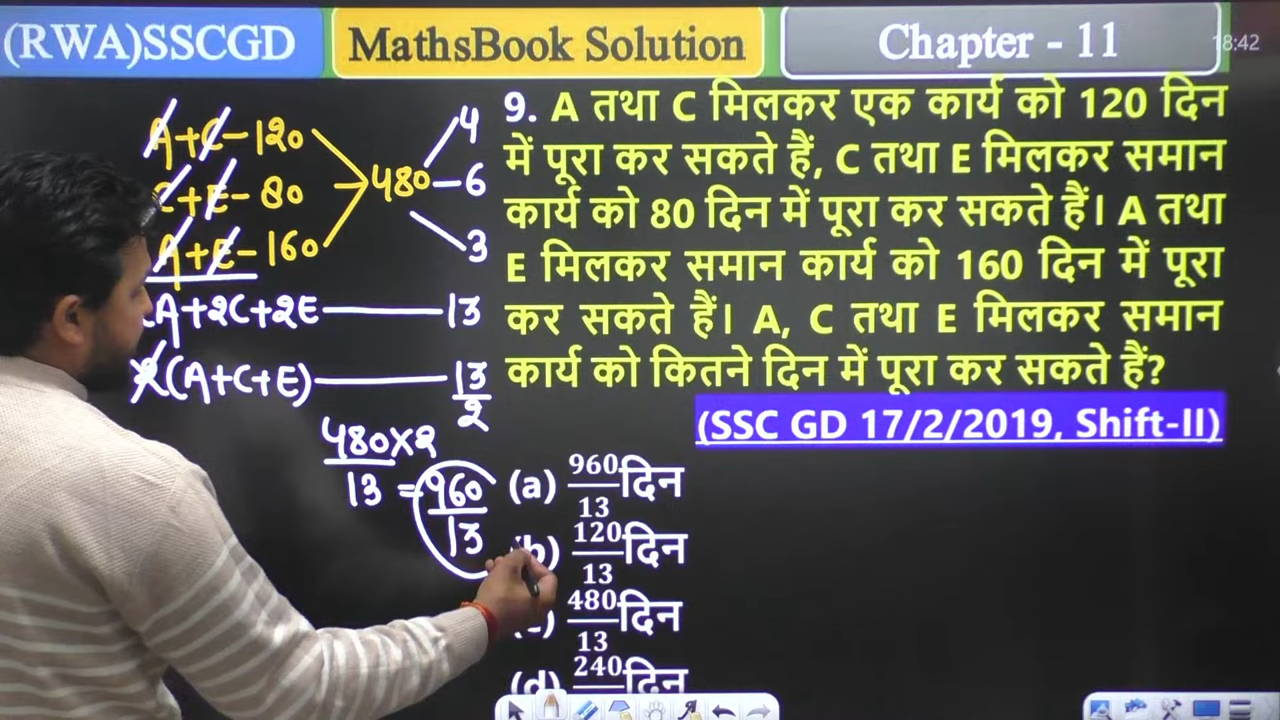 (RWA)SSCGD
MathsBook Solution
Chapter - 11
18:42
A+C-120
C+E-80
A+E-160
480
4
6
3
A+2C+2E 13
2(A+C+E) 13/2
480×2
13
=960
13
9. A तथा C मिलकर एक कार्य को 120 दिन
में पूरा कर सकते हैं, C तथा E मिलकर समान
कार्य को 80 दिन में पूरा कर सकते हैं। A तथा
E मिलकर समान कार्य को 160 दिन में पूरा
कर सकते हैं। A, C तथा E मिलकर समान
कार्य को कितने दिन में पूरा कर सकते हैं?
(SSC GD 17/2/2019, Shift-II)
(a) 960/13 दिन
(b) 120/13 दिन
480/13 दिन
(d) 240 दिन